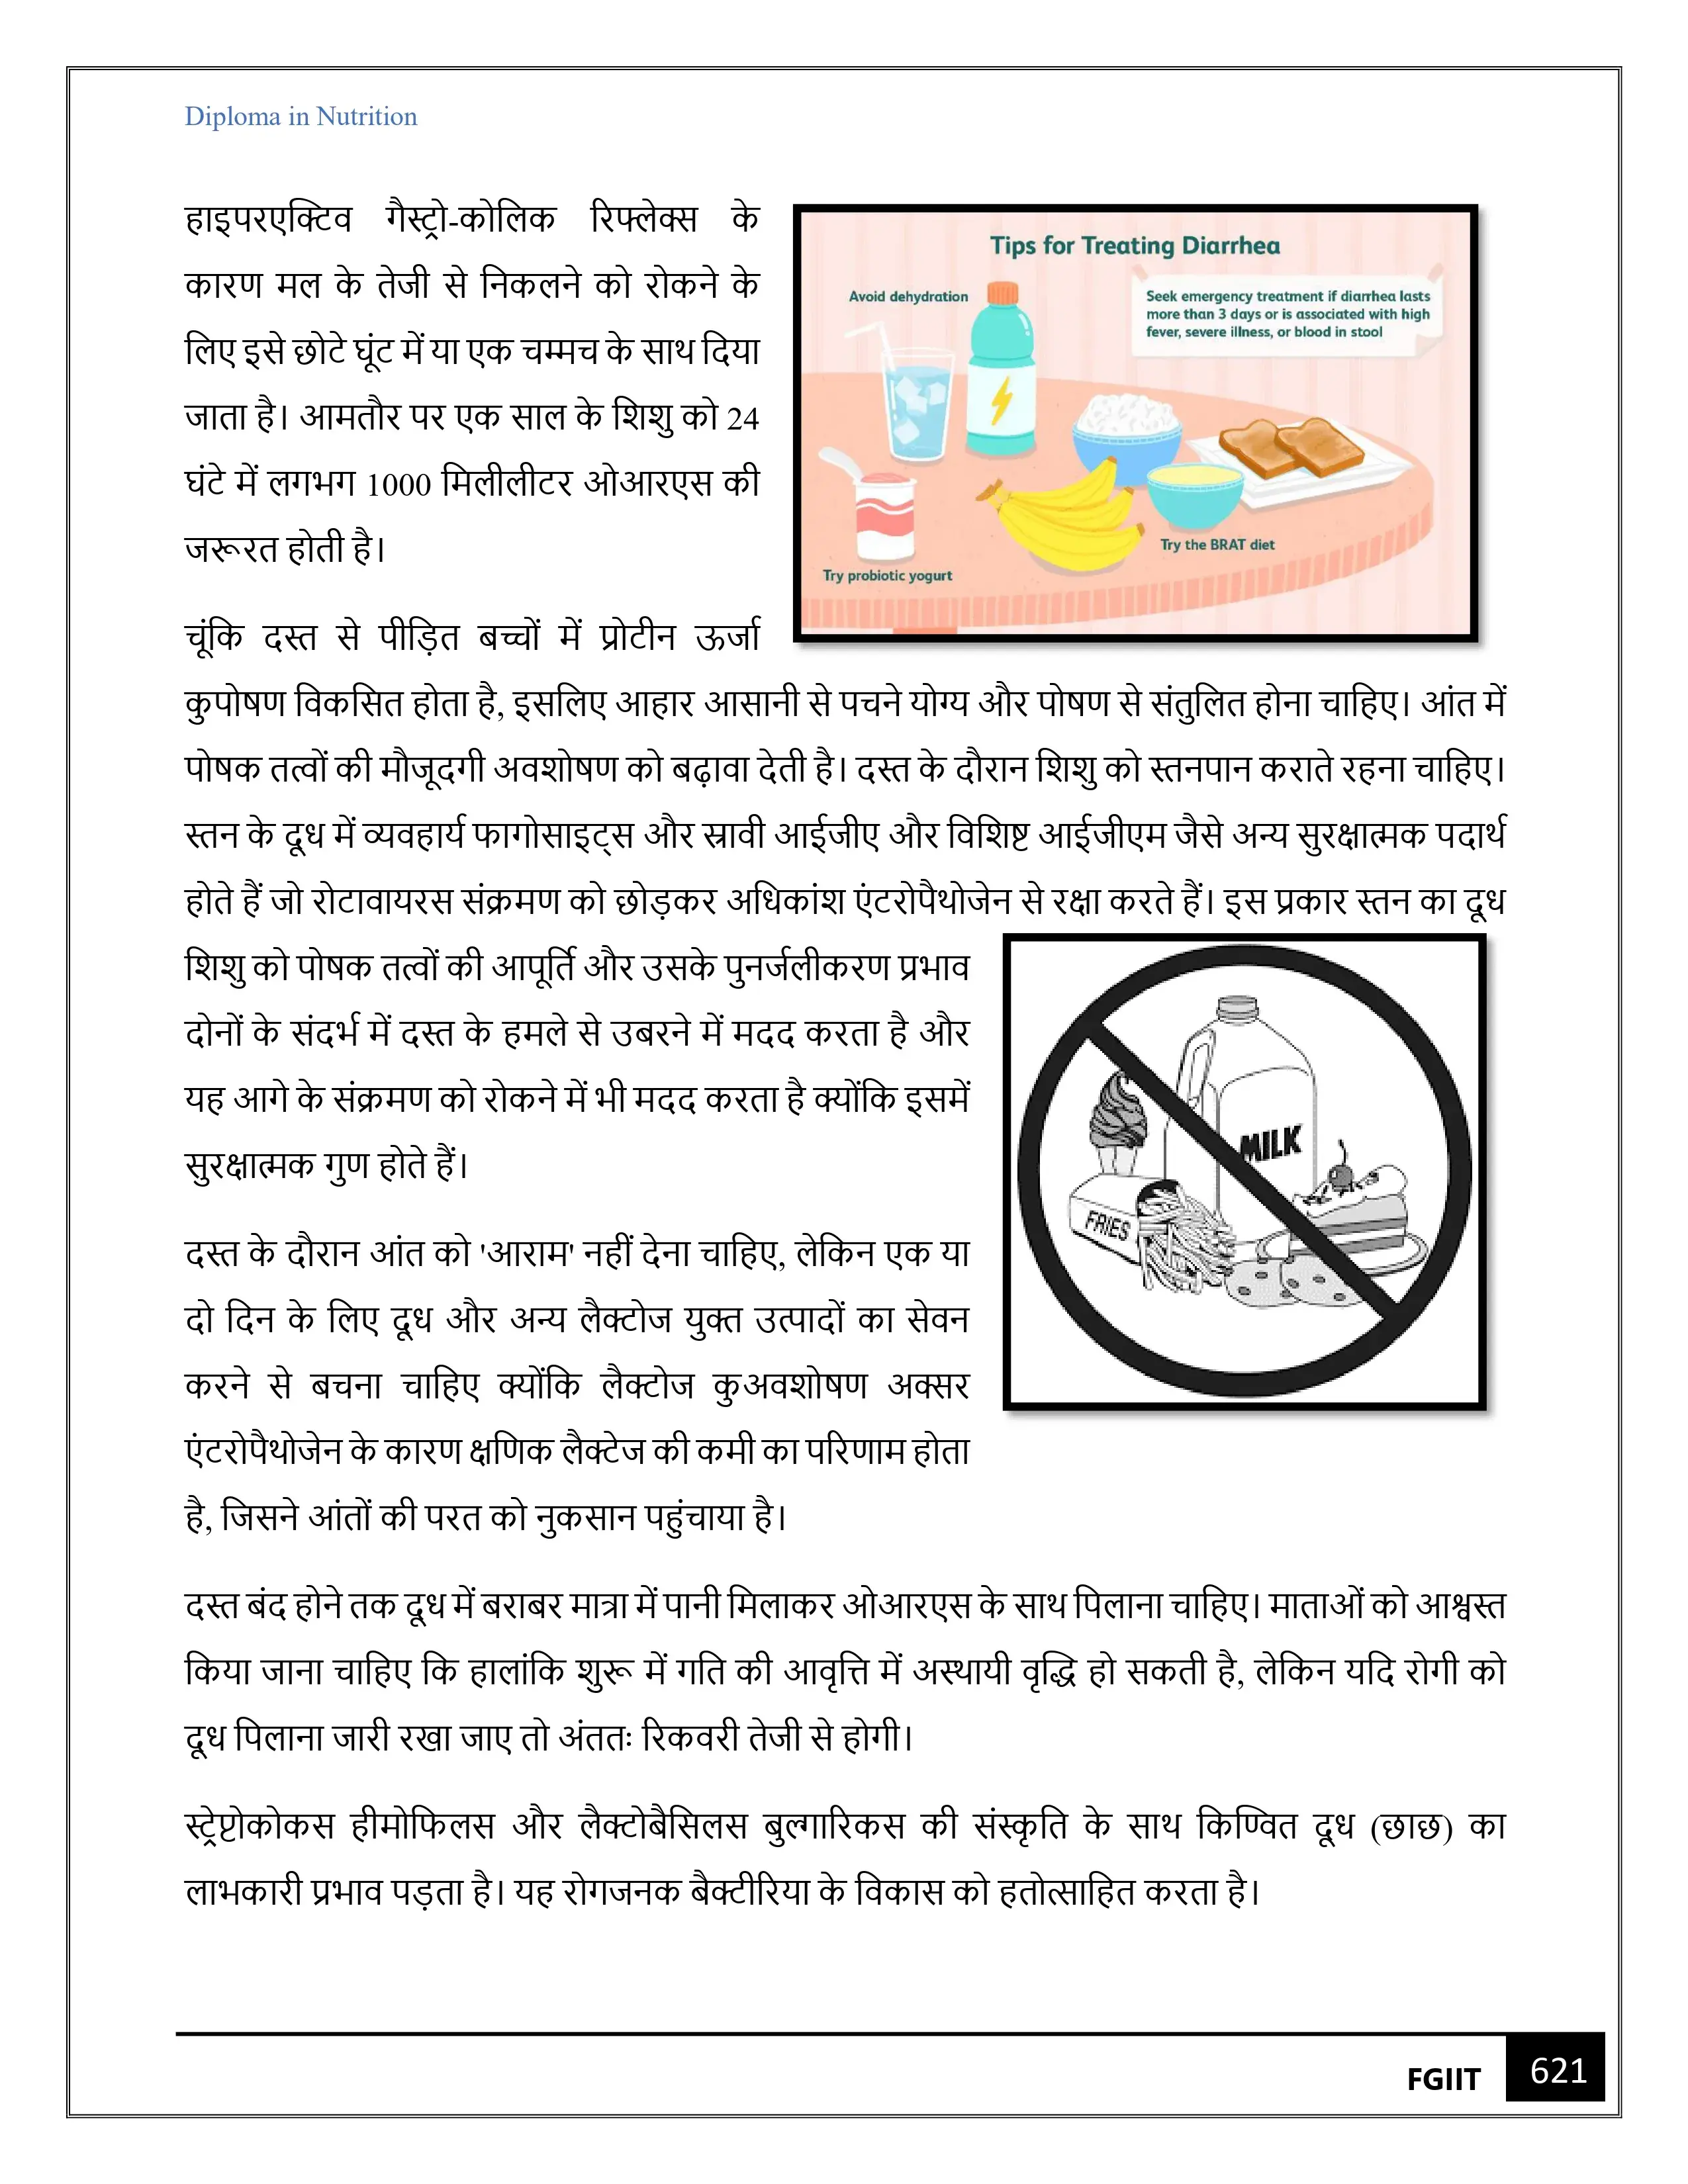 Diploma in Nutrition
हाइपरएक्टिव गैस्ट्रो-कोलिक रिफ्लेक्स के
कारण मल के तेजी से निकलने को रोकने के
लिए इसे छोटे घूंट में या एक चम्मच के साथ दिया
जाता है। आमतौर पर एक साल के शिशु को 24
घंटे में लगभग 1000 मिलीलीटर ओआरएस की
जरूरत होती है।
Tips for Treating Diarrhea
Avoid dehydration
Seek emergency treatment if diarrhea lasts
more than 3 days or is associated with high
fever, severe illness, or blood in stool
Try the BRAT diet
Try probiotic yogurt
चूंकि दस्त से पीड़ित बच्चों में प्रोटीन ऊर्जा
कुपोषण विकसित होता है, इसलिए आहार आसानी से पचने योग्य और पोषण से संतुलित होना चाहिए। आंत में
पोषक तत्वों की मौजूदगी अवशोषण को बढ़ावा देती है। दस्त के दौरान शिशु को स्तनपान कराते रहना चाहिए।
स्तन के दूध में व्यवहार्य फागोसाइट्स और स्रावी आईजीए और विशिष्ट आईजीएम जैसे अन्य सुरक्षात्मक पदार्थ
होते हैं जो रोटावायरस संक्रमण को छोड़कर अधिकांश एंटरोपैथोजेन से रक्षा करते हैं। इस प्रकार स्तन का दूध
शिशु को पोषक तत्वों की आपूर्ति और उसके पुनर्जलीकरण प्रभाव
दोनों के संदर्भ में दस्त के हमले से उबरने में मदद करता है और
यह आगे के संक्रमण को रोकने में भी मदद करता है क्योंकि इसमें
सुरक्षात्मक गुण होते हैं।
MILK
FRIES
दस्त के दौरान आंत को 'आराम' नहीं देना चाहिए, लेकिन एक या
दो दिन के लिए दूध और अन्य लैक्टोज युक्त उत्पादों का सेवन
करने से बचना चाहिए क्योंकि लैक्टोज कुअवशोषण अक्सर
एंटरोपैथोजेन के कारण क्षणिक लैक्टेज की कमी का परिणाम होता
है, जिसने आंतों की परत को नुकसान पहुंचाया है।
दस्त बंद होने तक दूध में बराबर मात्रा में पानी मिलाकर ओआरएस के साथ पिलाना चाहिए। माताओं को आश्वस्त
किया जाना चाहिए कि हालांकि शुरू में गति की आवृत्ति में अस्थायी वृद्धि हो सकती है, लेकिन यदि रोगी को
दूध पिलाना जारी रखा जाए तो अंततः रिकवरी तेजी से होगी।
स्ट्रेप्टोकोकस हीमोफिलस और लैक्टोबैसिलस बुल्गारिकस की संस्कृति के साथ किण्वित दूध (छाछ) का
लाभकारी प्रभाव पड़ता है। यह रोगजनक बैक्टीरिया के विकास को हतोत्साहित करता है।
FGIIT 621